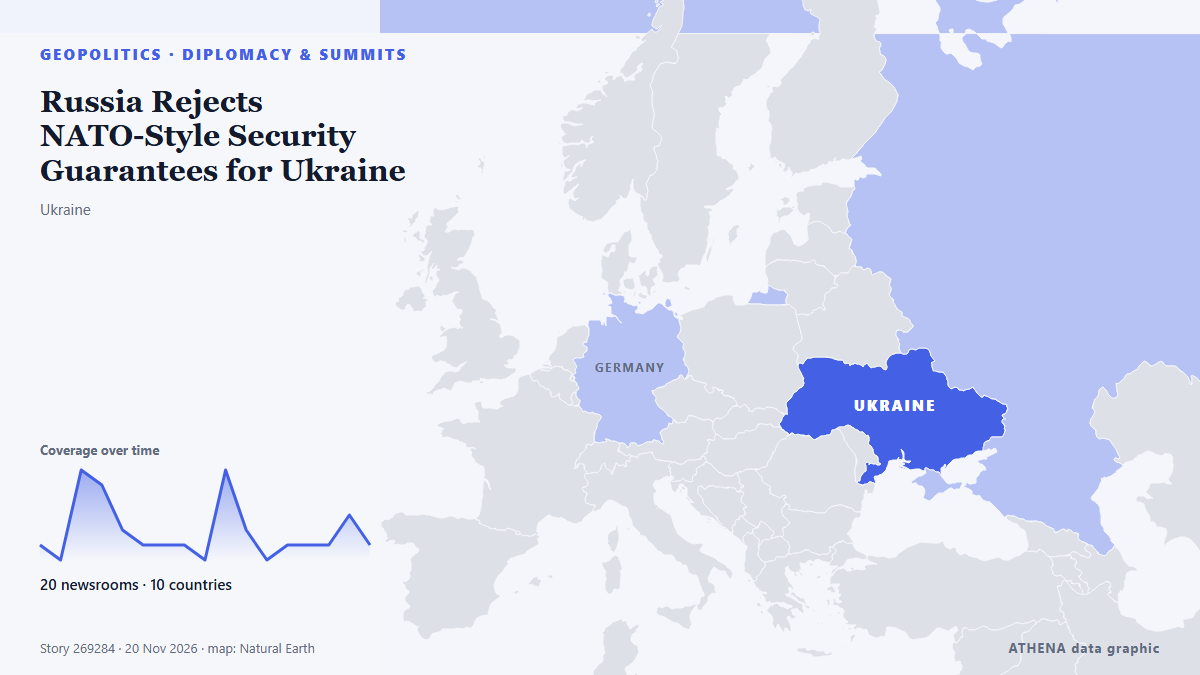 GEOPOLITICS · DIPLOMACY & SUMMITS
Russia Rejects
NATO-Style Security
Guarantees for Ukraine
Ukraine
GERMANY
UKRAINE
Coverage over time
20 newsrooms · 10 countries
Story 269284 · 20 Nov 2026 · map: Natural Earth
ATHENA data graphic